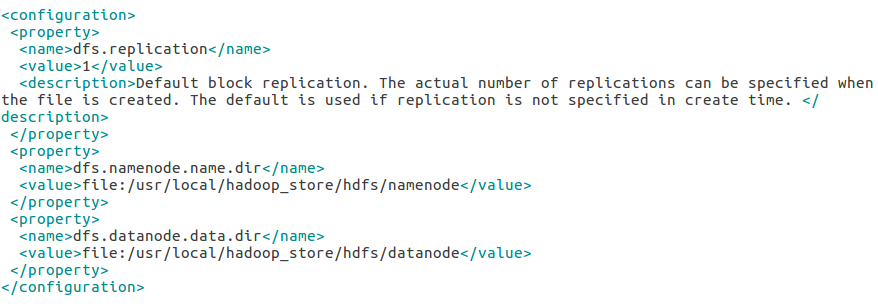 <configuration>
 <property>
  <name>dfs.replication</name>
  <value>1</value>
  <description>Default block replication. The actual number of replications can be specified when
the file is created. The default is used if replication is not specified in create time. </
description>
 </property>
 <property>
  <name>dfs.namenode.name.dir</name>
  <value>file:/usr/local/hadoop_store/hdfs/namenode</value>
 </property>
 <property>
  <name>dfs.datanode.data.dir</name>
  <value>file:/usr/local/hadoop_store/hdfs/datanode</value>
 </property>
</configuration>